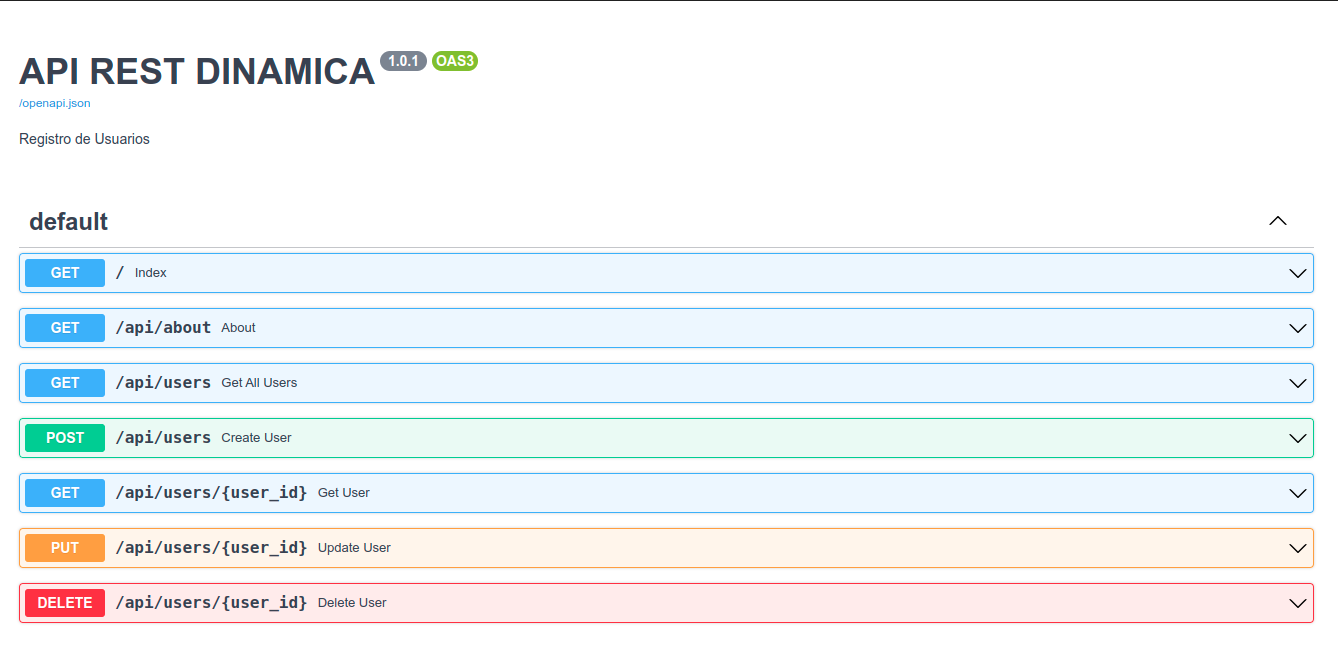 API REST DINAMICA 1.0.1 OAS3
/openapi.json
Registro de Usuarios
default
GET / Index
GET /api/about About
GET /api/users Get All Users
POST /api/users Create User
GET /api/users/{user_id} Get User
PUT /api/users/{user_id} Update User
DELETE /api/users/{user_id} Delete User